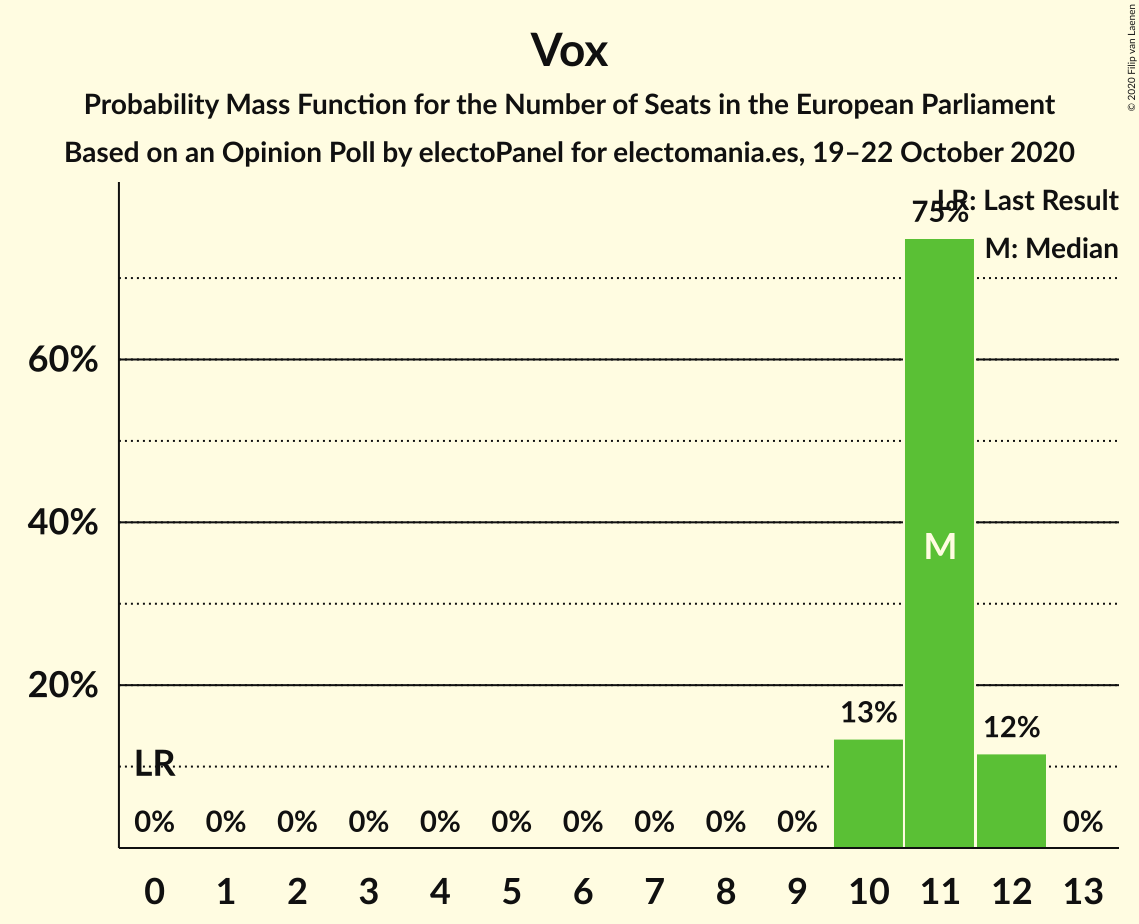 Vox
Probability Mass Function for the Number of Seats in the European Parliament
Based on an Opinion Poll by electoPanel for electomania.es, 19–22 October 2020
© 2020 Filip van Laenen
LR: Last Result
M: Median
75%
60%
40%
M
20%
13%
12%
LR
0% 0% 0% 0% 0% 0% 0% 0% 0% 0% 0%
0 1 2 3 4 5 6 7 8 9 10 11 12 13